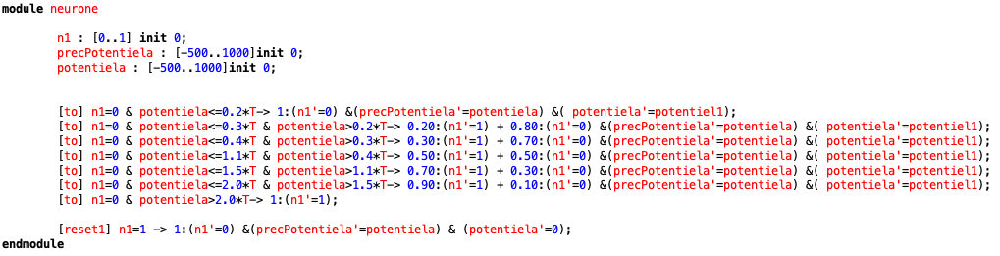 module neurone
n1 : [0..1] init 0;
precPotentiela : [-500..1000]init 0;
potentiela : [-500..1000]init 0;
[to] n1=0 & potentiela<=0.2*T-> 1:(n1'=0) &(precPotentiela'=potentiela) &( potentiela'=potentiel1);
[to] n1=0 & potentiela<=0.3*T & potentiela>0.2*T-> 0.20:(n1'=1) + 0.80:(n1'=0) &(precPotentiela'=potentiela) &( potentiela'=potentiel1);
[to] n1=0 & potentiela<=0.4*T & potentiela>0.3*T-> 0.30:(n1'=1) + 0.70:(n1'=0) &(precPotentiela'=potentiela) &( potentiela'=potentiel1);
[to] n1=0 & potentiela<=1.1*T & potentiela>0.4*T-> 0.50:(n1'=1) + 0.50:(n1'=0) &(precPotentiela'=potentiela) &( potentiela'=potentiel1);
[to] n1=0 & potentiela<=1.5*T & potentiela>1.1*T-> 0.70:(n1'=1) + 0.30:(n1'=0) &(precPotentiela'=potentiela) &( potentiela'=potentiel1);
[to] n1=0 & potentiela<=2.0*T & potentiela>1.5*T-> 0.90:(n1'=1) + 0.10:(n1'=0) &(precPotentiela'=potentiela) &( potentiela'=potentiel1);
[to] n1=0 & potentiela>2.0*T-> 1:(n1'=1);
[reset1] n1=1 -> 1:(n1'=0) &(precPotentiela'=potentiela) & (potentiela'=0);
endmodule